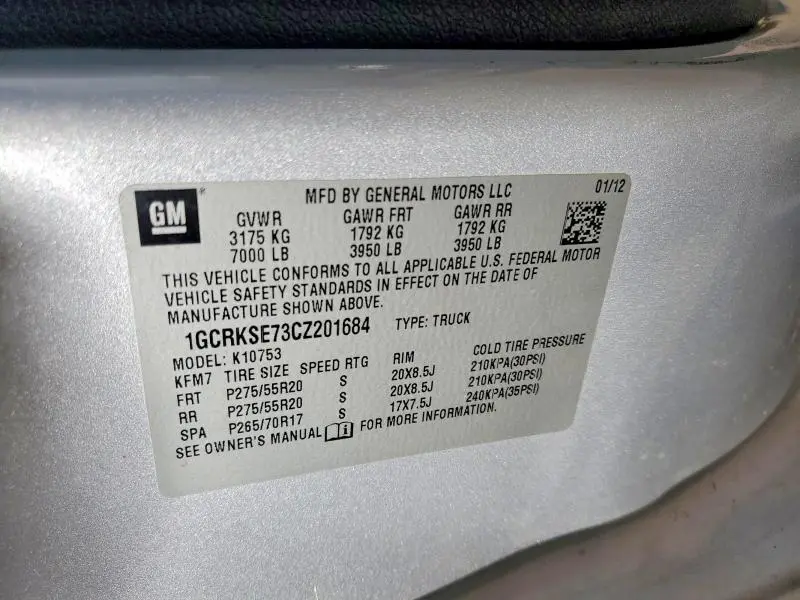 GM ® MFD BY GENERAL MOTORS LLC 01/12
GVWR GAWR FRT GAWR RR
3175 KG 1792 KG 1792 KG
7000 LB 3950 LB 3950 LB
THIS VEHICLE CONFORMS TO ALL APPLICABLE U.S. FEDERAL MOTOR
VEHICLE SAFETY STANDARDS IN EFFECT ON THE DATE OF
MANUFACTURE SHOWN ABOVE.
1GCRKSE73CZ201684 TYPE: TRUCK
MODEL: K10753
KFM7 TIRE SIZE SPEED RTG RIM COLD TIRE PRESSURE
FRT P275/55R20 S 20X8.5J 210KPA(30PSI)
RR P275/55R20 S 20X8.5J 210KPA(30PSI)
SPA P265/70R17 S 17X7.5J 240KPA(35PSI)
SEE OWNER'S MANUAL i FOR MORE INFORMATION.